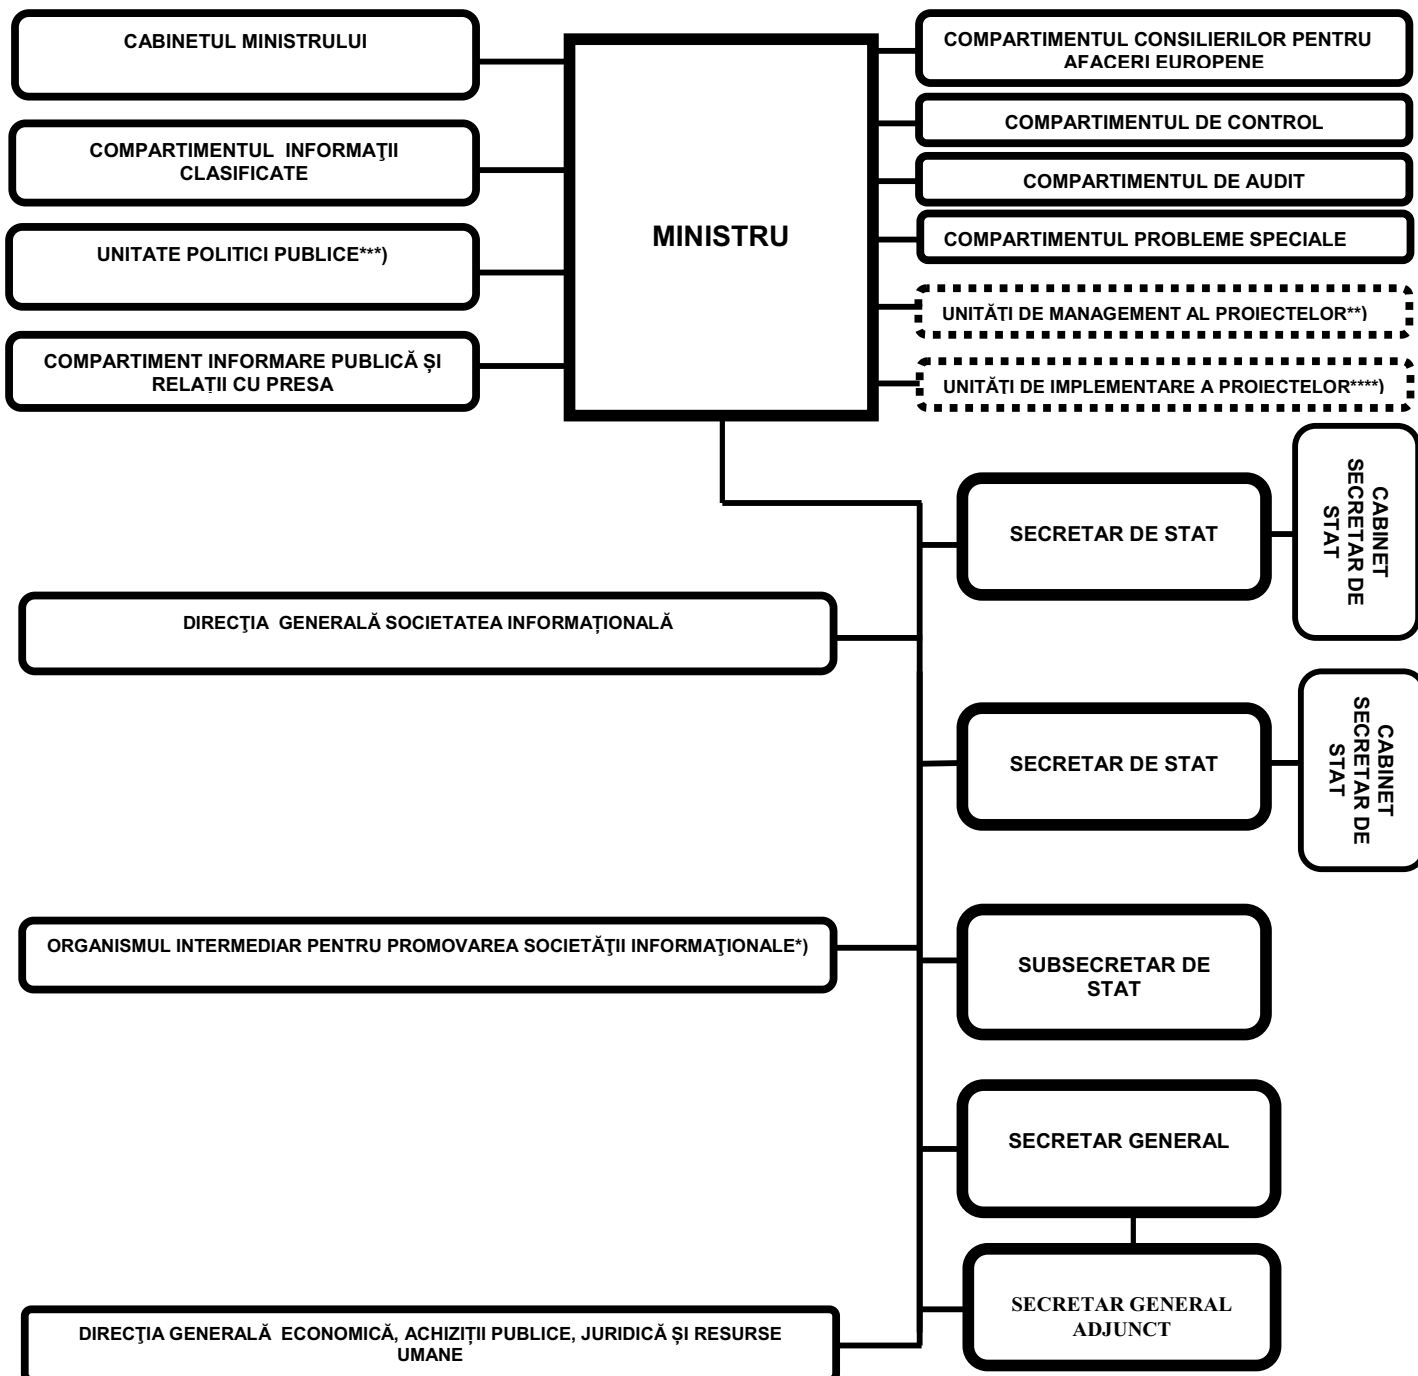 CABINETUL MINISTRULUI
COMPARTIMENTUL INFORMAŢII
CLASIFICATE
UNITATE POLITICI PUBLICE***)
COMPARTIMENT INFORMARE PUBLICĂ ȘI
RELAȚII CU PRESA
MINISTRU
COMPARTIMENTUL CONSILIERILOR PENTRU
AFACERI EUROPENE
COMPARTIMENTUL DE CONTROL
COMPARTIMENTUL DE AUDIT
COMPARTIMENTUL PROBLEME SPECIALE
UNITĂŢI DE MANAGEMENT AL PROIECTELOR**)
UNITĂŢI DE IMPLEMENTARE A PROIECTELOR****)
SECRETAR DE STAT
CABINET
SECRETAR DE
STAT
DIRECŢIA GENERALĂ SOCIETATEA INFORMAȚIONALĂ
SECRETAR DE STAT
CABINET
SECRETAR DE
STAT
ORGANISMUL INTERMEDIAR PENTRU PROMOVAREA SOCIETĂŢII INFORMAŢIONALE*)
SUBSECRETAR DE
STAT
SECRETAR GENERAL
SECRETAR GENERAL
ADJUNCT
DIRECŢIA GENERALĂ ECONOMICĂ, ACHIZIȚII PUBLICE, JURIDICĂ ȘI RESURSE
UMANE